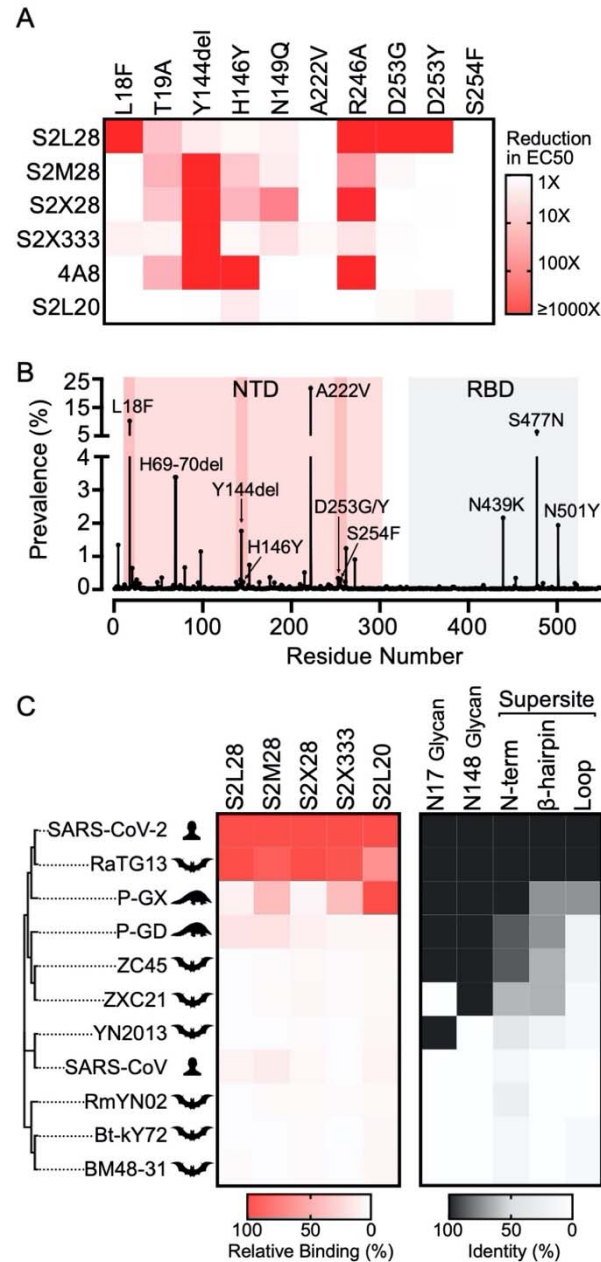 A
L18F
T19A
Y144del
H146Y
N149Q
A222V
R246A
D253G
D253Y
S254F
S2L28
S2M28
S2X28
S2X333
4A8
S2L20
Reduction
in EC50
1X
10X
100X
≥1000X
B
Prevalence (%)
25
15
5
4
3
2
1
0
NTD
RBD
L18F
A222V
H69-70del
Y144del
H146Y
D253G/Y
S254F
S477N
N439K
N501Y
0 100 200 300 400 500
Residue Number
C
S2L28
S2M28
S2X28
S2X333
S2L20
N17 Glycan
N148 Glycan
Supersite
N-term
β-hairpin
Loop
SARS-CoV-2
RaTG13
P-GX
P-GD
ZC45
ZXC21
YN2013
SARS-CoV
RmYN02
Bt-kY72
BM48-31
100 50 0
Relative Binding (%)
100 50 0
Identity (%)